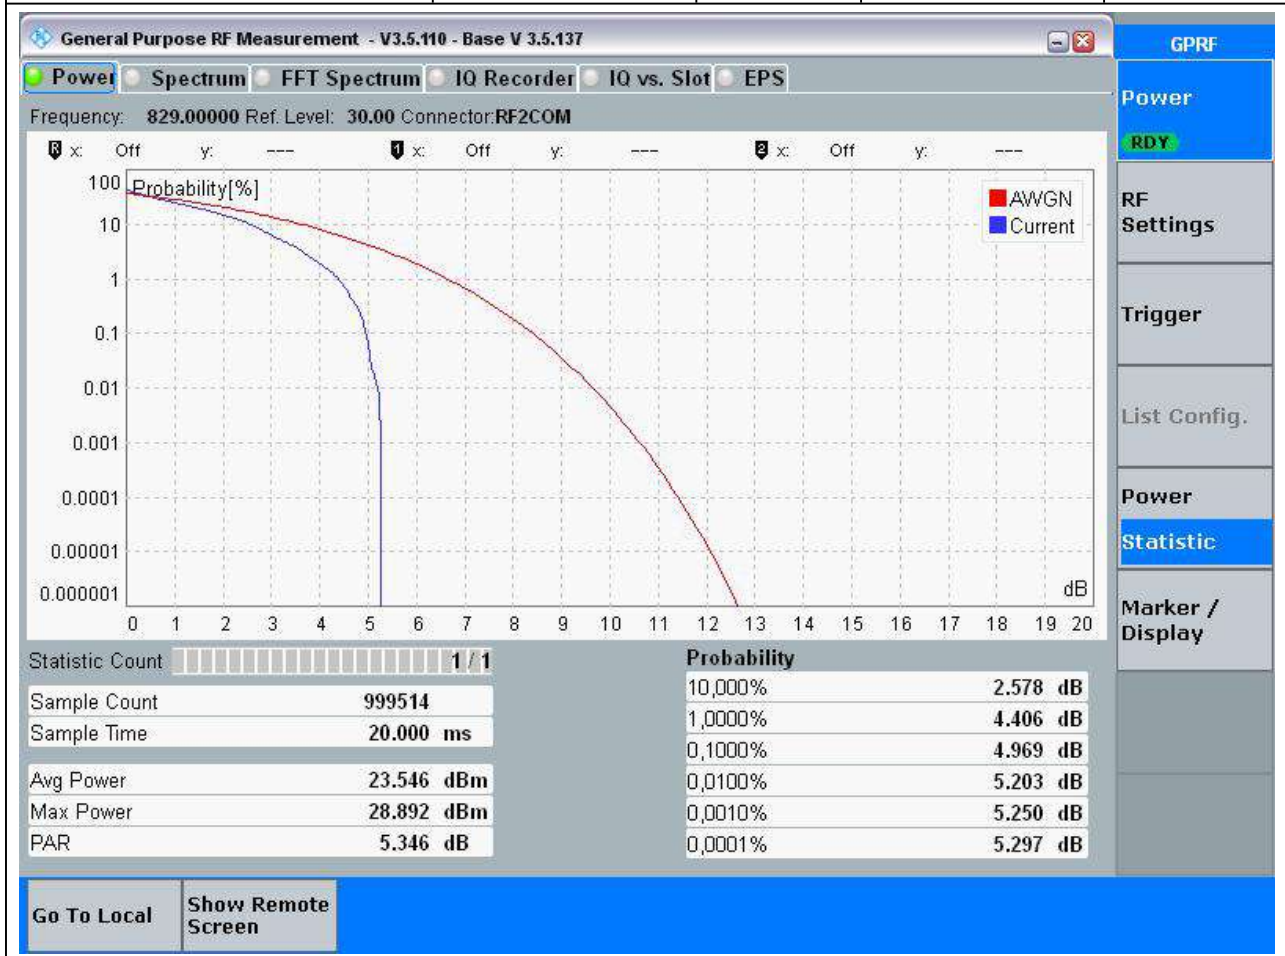 General Purpose RF Measurement - V3.5.110 - Base V 3.5.137
Power Spectrum FFT Spectrum IQ Recorder IQ vs. Slot EPS
Frequency: 829.00000 Ref. Level: 30.00 Connector:RF2COM
R x: Off y: --- 1 x: Off y: --- 2 x: Off y: ---
Probability[%]
AWGN
Current
100
10
1
0.1
0.01
0.001
0.0001
0.00001
0.000001
dB
0 1 2 3 4 5 6 7 8 9 10 11 12 13 14 15 16 17 18 19 20
Statistic Count 1 / 1
Sample Count 999514
Sample Time 20.000 ms
Avg Power 23.546 dBm
Max Power 28.892 dBm
PAR 5.346 dB
Probability
10,000% 2.578 dB
1,0000% 4.406 dB
0,1000% 4.969 dB
0,0100% 5.203 dB
0,0010% 5.250 dB
0,0001% 5.297 dB
GPRF
Power
RDY
RF
Settings
Trigger
List Config.
Power
Statistic
Marker /
Display
Go To Local
Show Remote
Screen